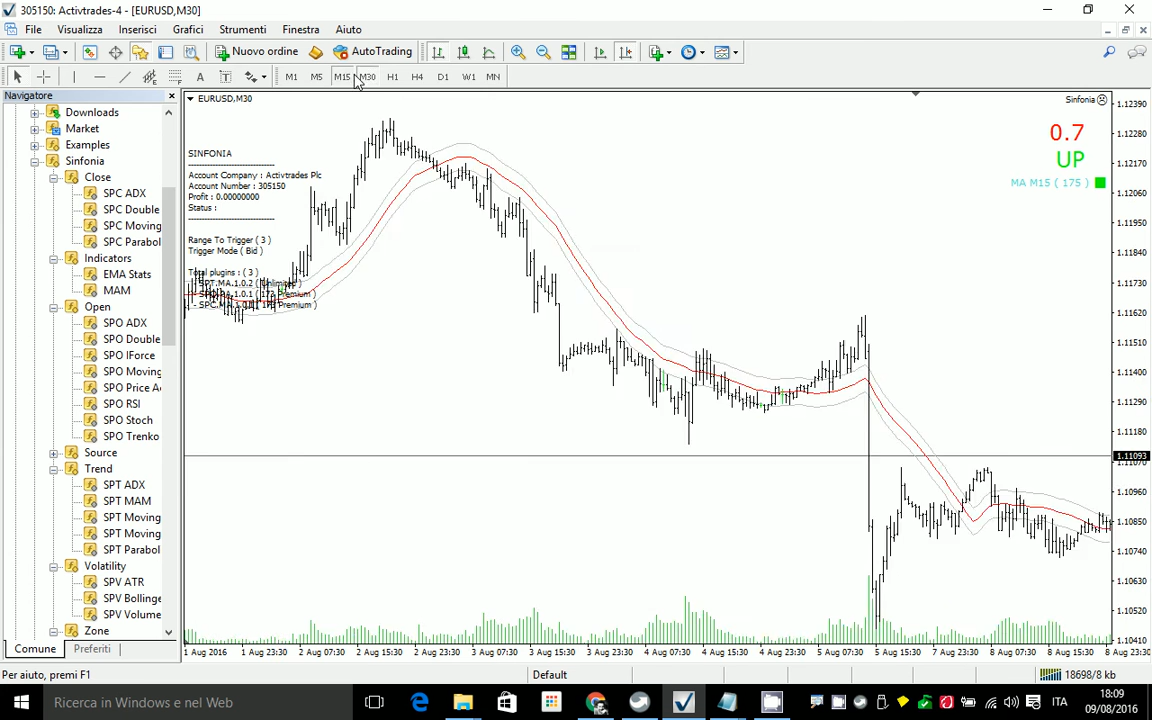 305150: Activtrades-4 - [EURUSD,M30]
File Visualizza Inserisci Grafici Strumenti Finestra Aiuto
Nuovo ordine AutoTrading
A T M1 M5 M15 M30 H1 H4 D1 W1 MN
Navigatore
Downloads
Market
Examples
Sinfonia
Close
SPC ADX
SPC Double
SPC Moving
SPC Parabol
Indicators
EMA Stats
MAM
Open
SPO ADX
SPO Double
SPO IForce
SPO Moving
SPO Price A
SPO RSI
SPO Stoch
SPO Trenko
Source
Trend
SPT ADX
SPT MAM
SPT Moving
SPT Moving
SPT Parabol
Volatility
SPV ATR
SPV Bollinge
SPV Volume
Zone
Comune Preferiti
EURUSD,M30
SINFONIA
Account Company : Activtrades Plc
Account Number : 305150
Profit : 0.00000000
Status :
Range To Trigger ( 3 )
Trigger Mode ( Bid )
Total plugins : ( 3 )
- SPT.MA.1.0.2 ( Unlimited )
Premium )
Premium )
Sinfonia
0.7
UP
MA M15 ( 175 )
1.12390
1.12280
1.12170
1.12060
1.11950
1.11840
1.11730
1.11620
1.11510
1.11400
1.11290
1.11180
1.11093
1.11070
1.10960
1.10850
1.10740
1.10630
1.10520
1.10410
1 Aug 2016 1 Aug 23:30 2 Aug 07:30 2 Aug 15:30 2 Aug 23:30 3 Aug 07:30 3 Aug 15:30 3 Aug 23:30 4 Aug 07:30 4 Aug 15:30 4 Aug 23:30 5 Aug 07:30 5 Aug 15:30 7 Aug 23:30 8 Aug 07:30 8 Aug 15:30 8 Aug 23:30
Per aiuto, premi F1 Default 18698/8 kb
Ricerca in Windows e nel Web
ITA
18:09
09/08/2016